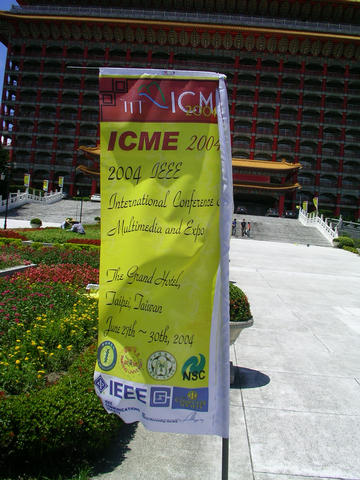 ICME
2004
ICME 2004
2004 IEEE
International Conference
Multimedia and Expo
The Grand Hotel,
Taipei, Taiwan
June 27th ~ 30th, 2004
NSC
IEEE